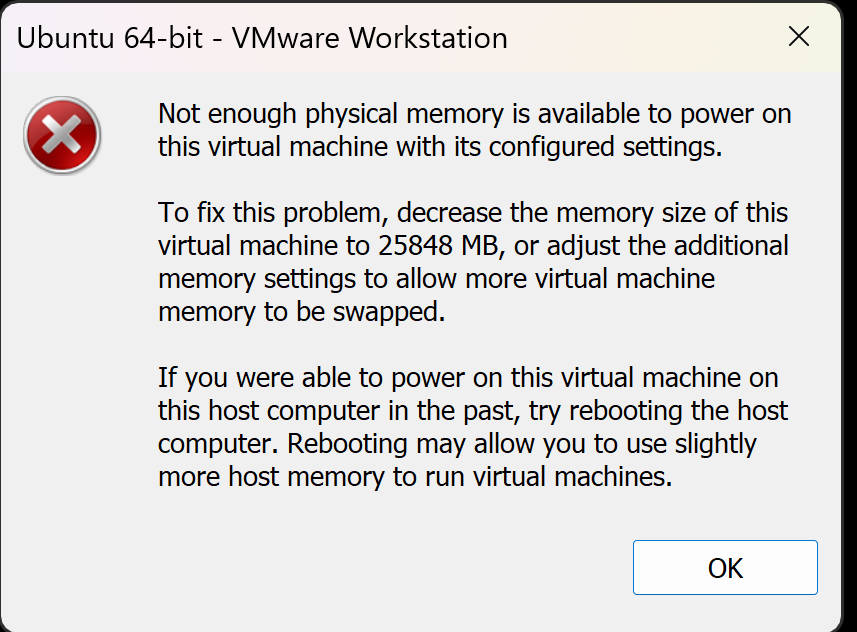 Ubuntu 64-bit - VMware Workstation
Not enough physical memory is available to power on
this virtual machine with its configured settings.
To fix this problem, decrease the memory size of this
virtual machine to 25848 MB, or adjust the additional
memory settings to allow more virtual machine
memory to be swapped.
If you were able to power on this virtual machine on
this host computer in the past, try rebooting the host
computer. Rebooting may allow you to use slightly
more host memory to run virtual machines.
OK